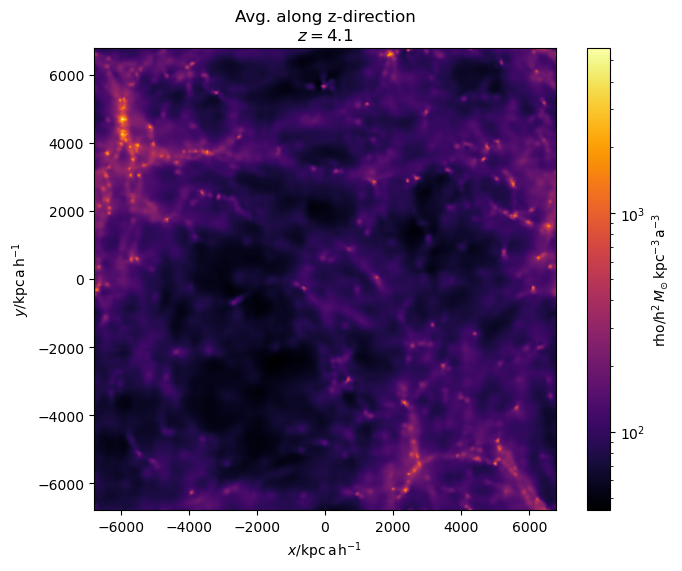 Avg. along z-direction
z = 4.1
6000
4000
2000
0
−2000
−4000
−6000
y/kpc a h⁻¹
−6000 −4000 −2000 0 2000 4000 6000
x/kpc a h⁻¹
10³
10²
rho/h² M⊙ kpc⁻³ a⁻³